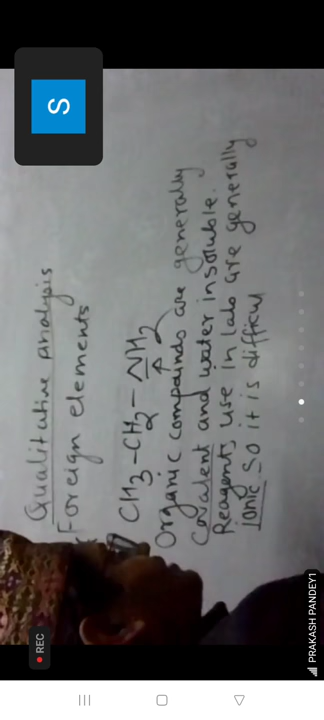 Qualitative analysis
Foreign elements
CH3-CH2-NH2
Organic compounds are generally
Covalent and water insoluble.
Reagents use in lab are generally
ionic. So it is difficul
S
REC
PRAKASH PANDEY1